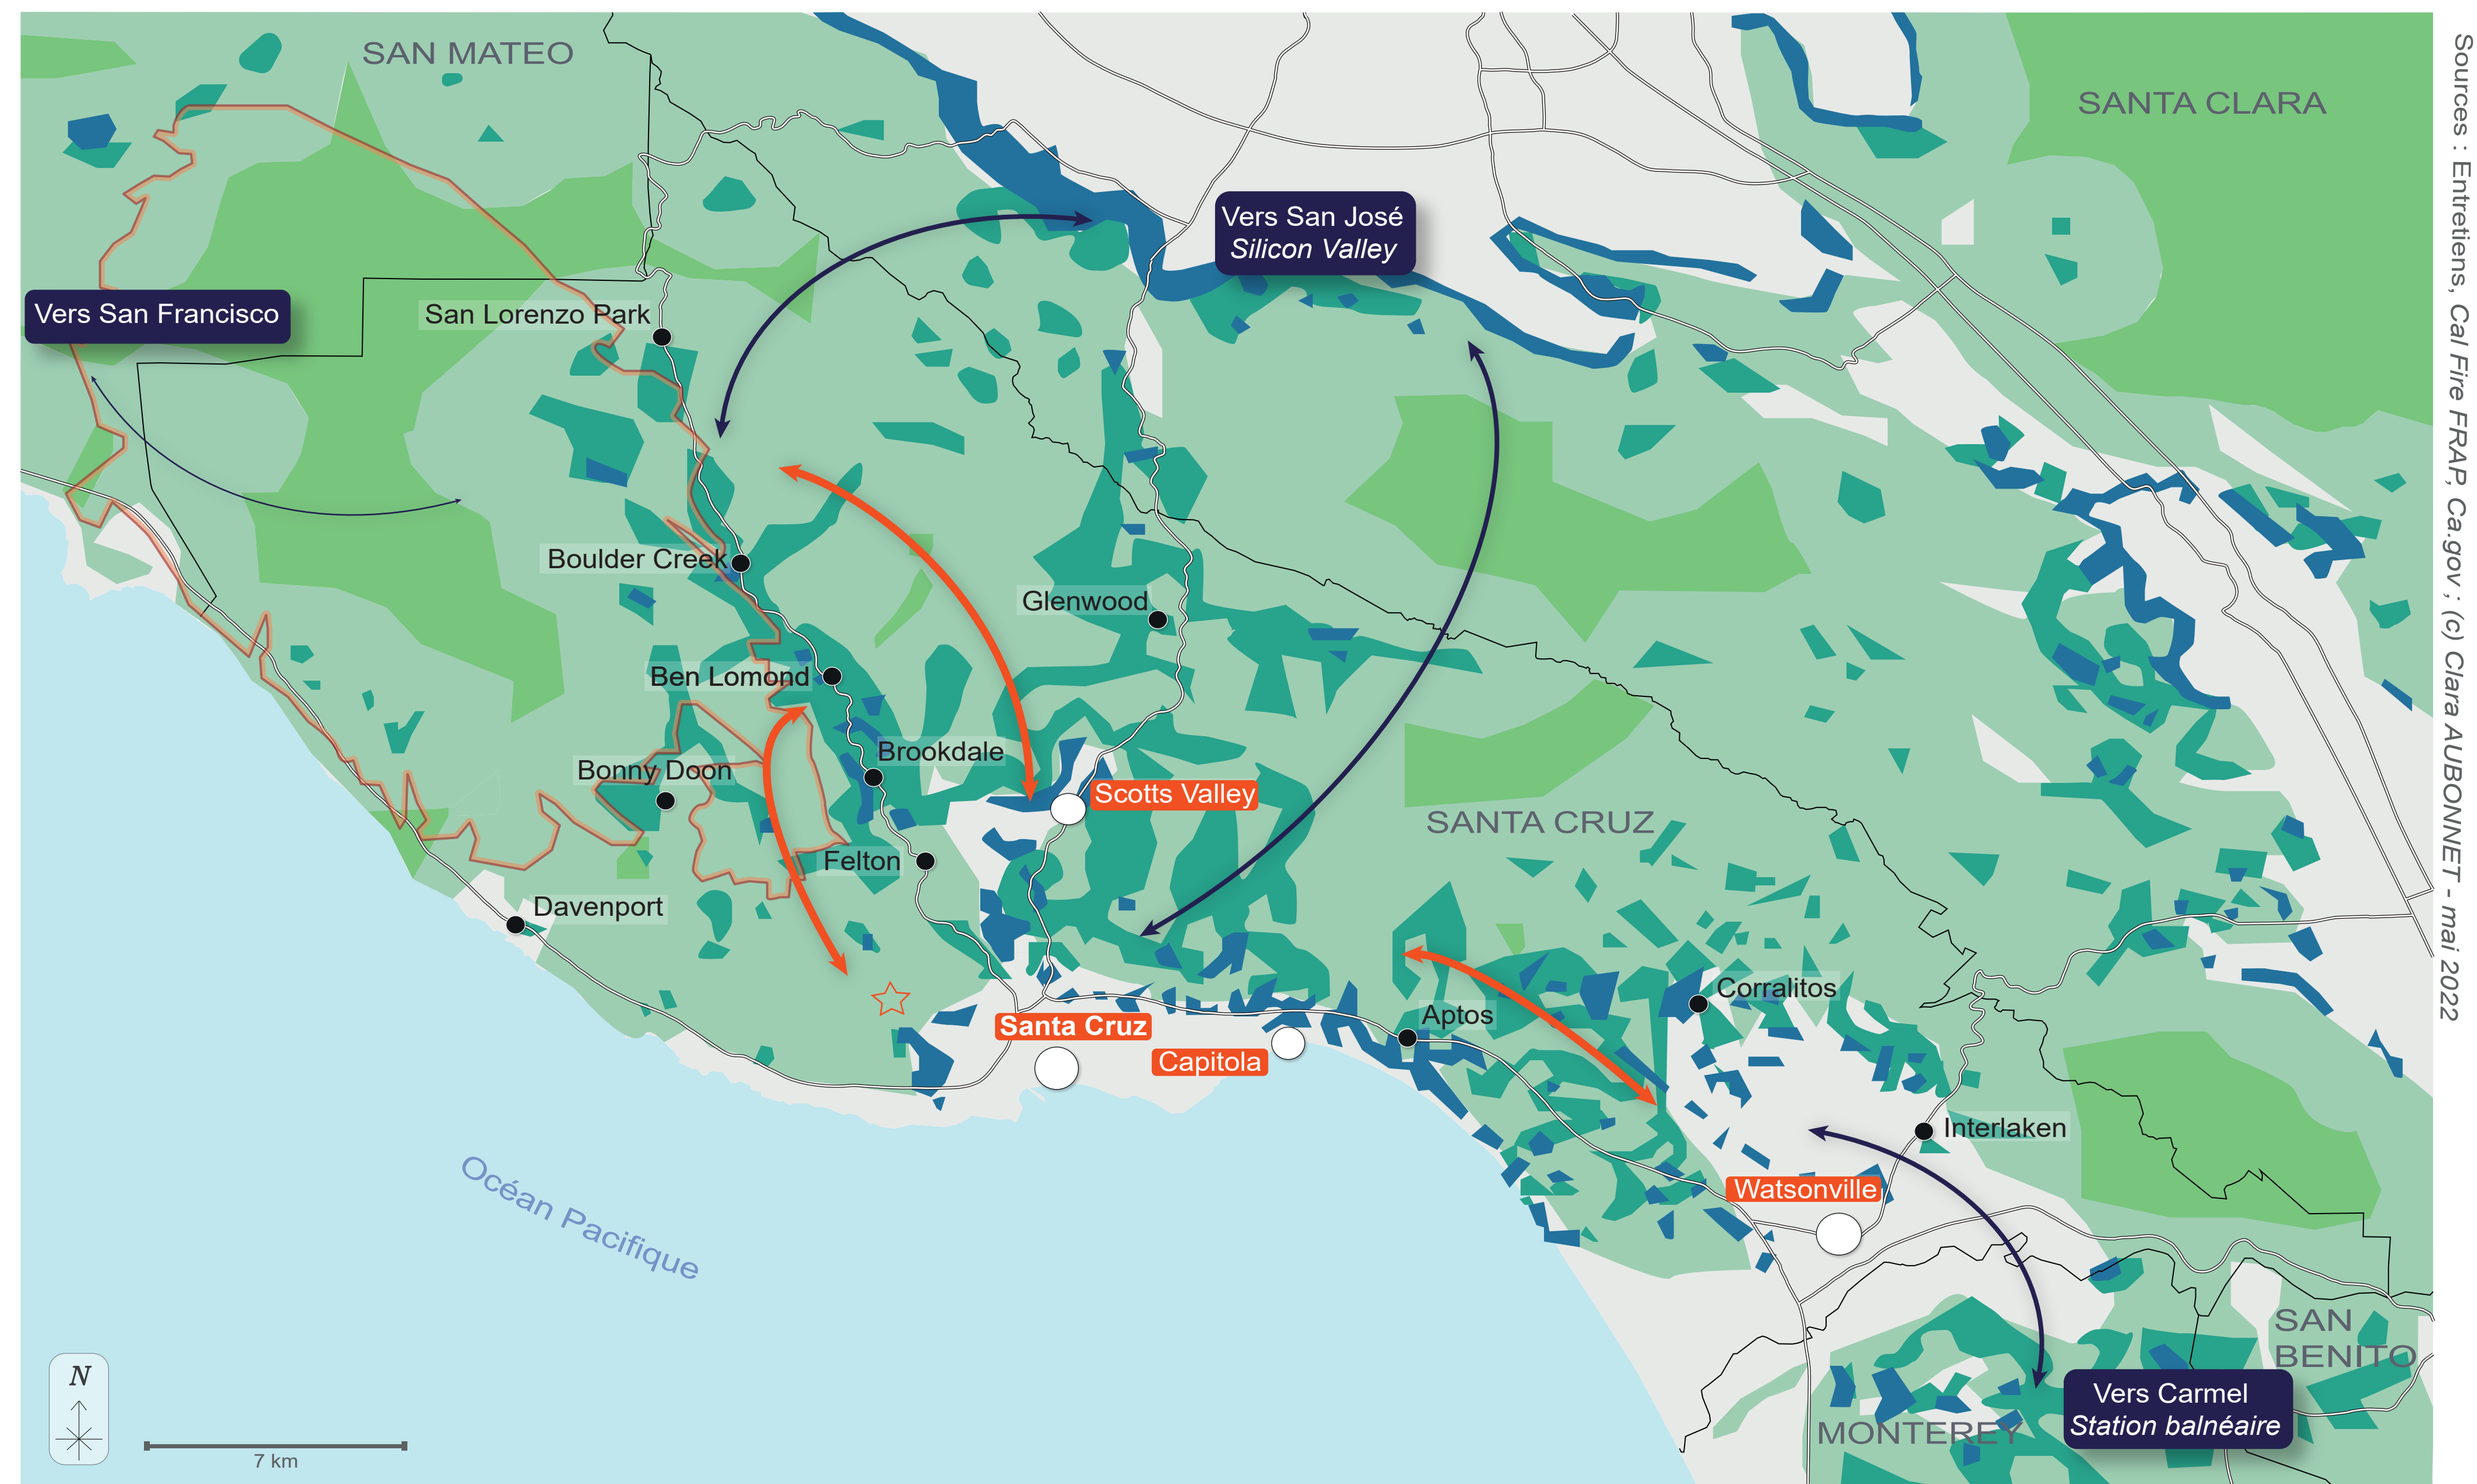 SAN MATEO
SANTA CLARA
Vers San José
Silicon Valley
Vers San Francisco
San Lorenzo Park
Boulder Creek
Glenwood
Ben Lomond
Brookdale
Bonny Doon
Scotts Valley
SANTA CRUZ
Felton
Davenport
Corralitos
Aptos
Santa Cruz
Capitola
Interlaken
Watsonville
Océan Pacifique
SAN
BENITO
Vers Carmel
Station balnéaire
MONTEREY
N
7 km
Sources : Entretiens, Cal Fire FRAP, Ca.gov ; (c) Clara AUBONNET - mai 2022